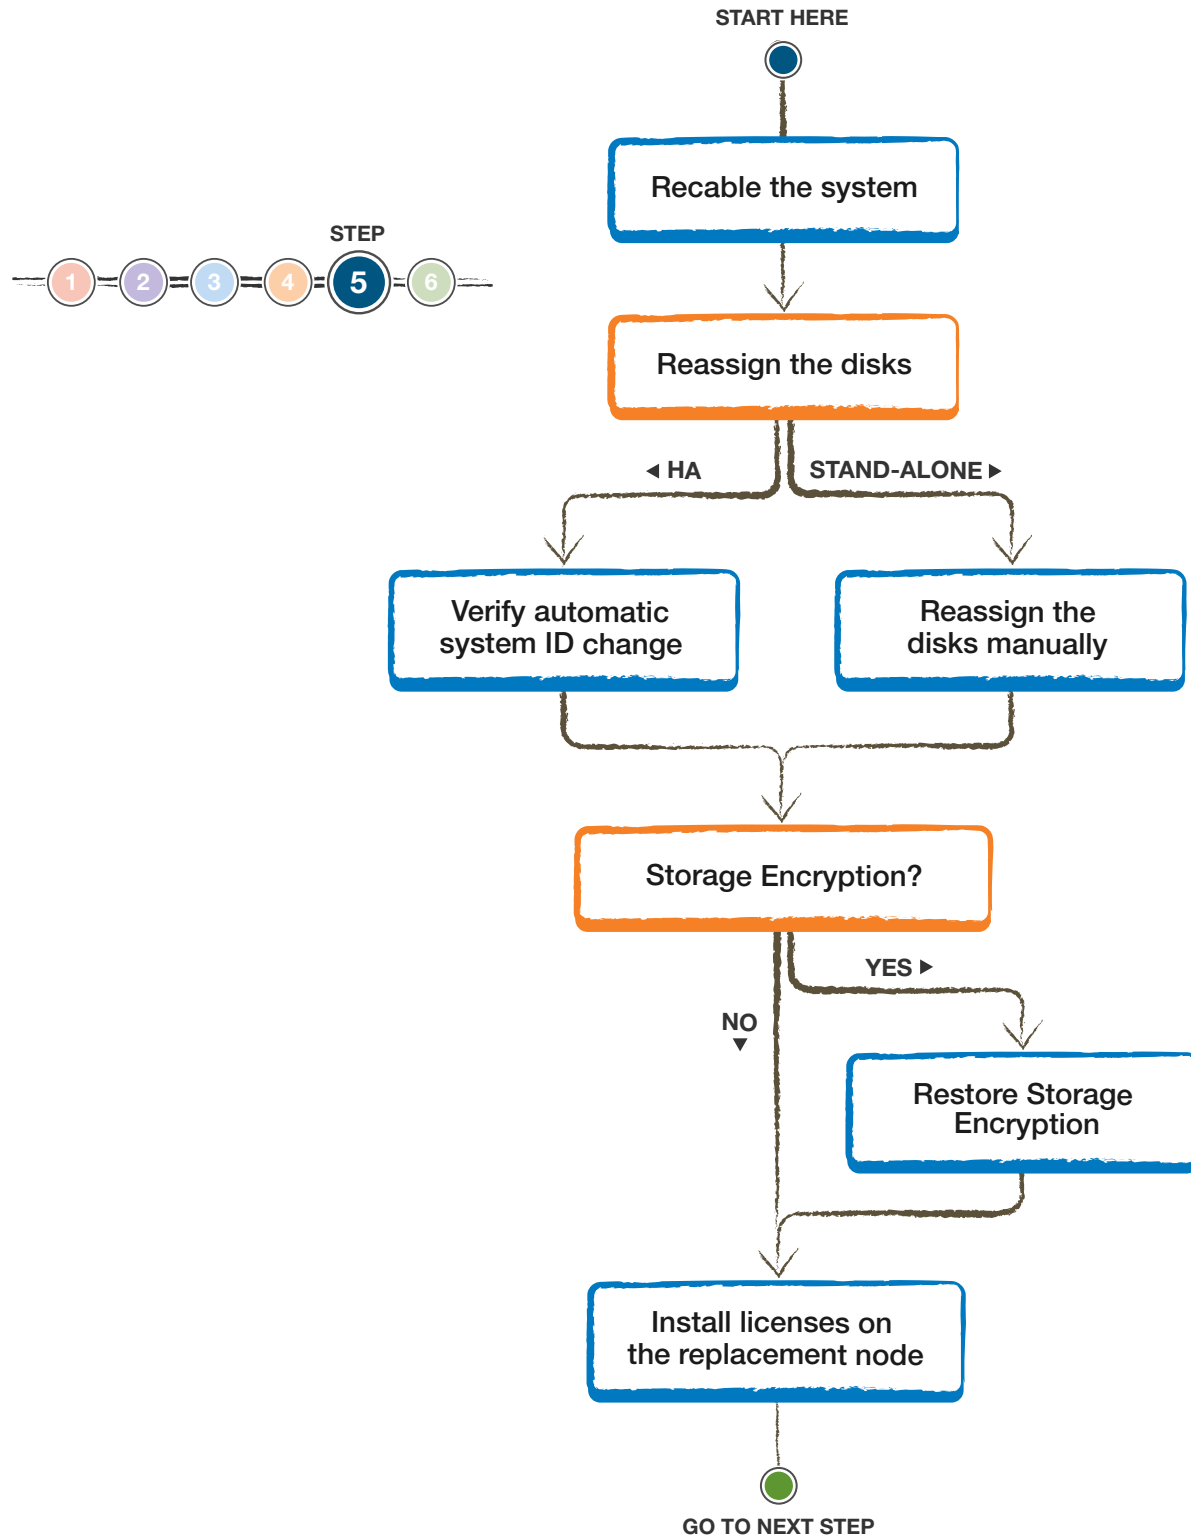 START HERE
Recable the system
STEP
1 2 3 4 5 6
Reassign the disks
◄ HA
STAND-ALONE ►
Verify automatic
system ID change
Reassign the
disks manually
Storage Encryption?
YES ►
NO
▼
Restore Storage
Encryption
Install licenses on
the replacement node
GO TO NEXT STEP